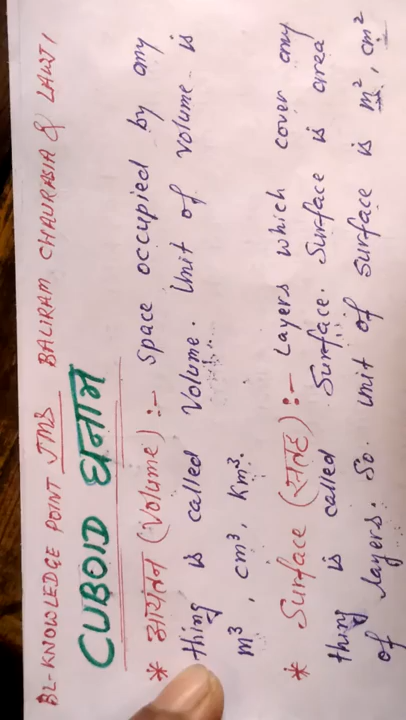 BL-KNOWLEDGE POINT JMS BALIRAM CHAURASIA & LAWTI
CUBOID घनाभ
* आयतन (Volume) :- Space occupied by any
thing is called Volume. Unit of volume is
m³, cm³, Km³.
* Surface (सतह) :- Layers which cover any
thing is called Surface. Surface is area
of layers. So unit of surface is m², cm²